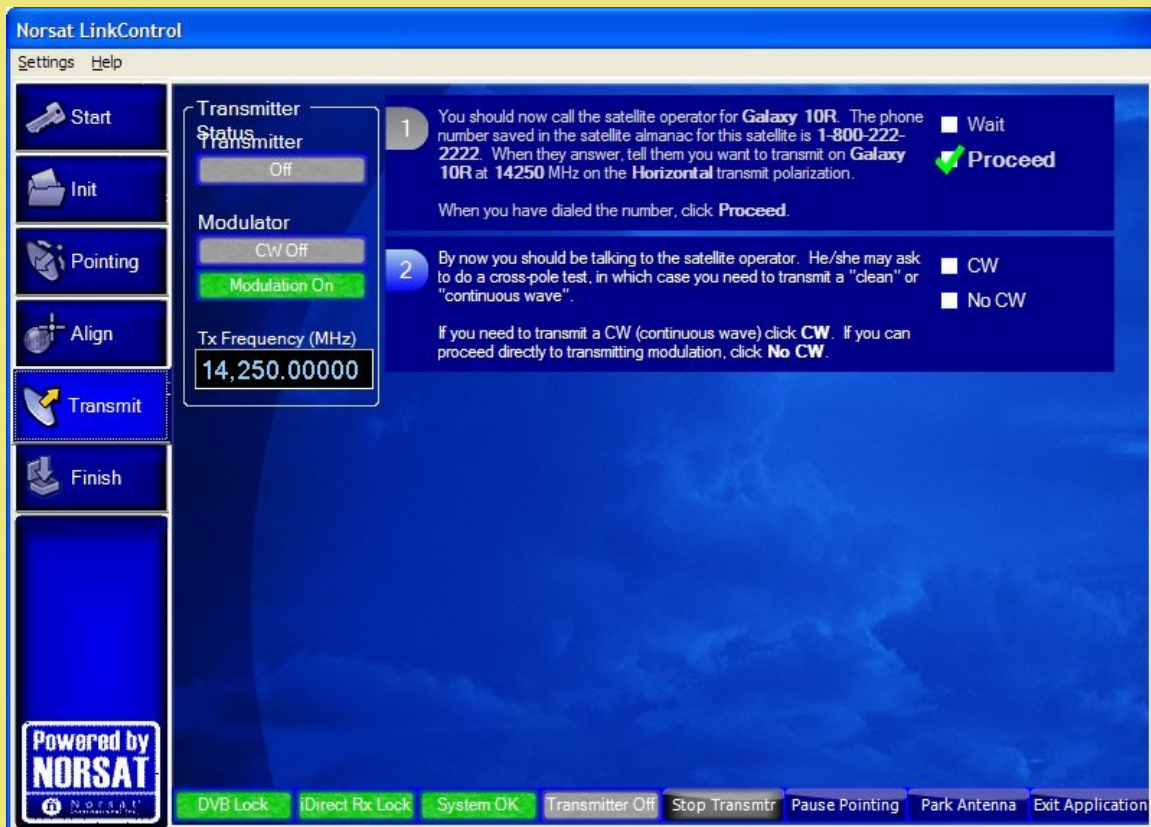 Norsat LinkControl
Settings Help
Start
Init
Pointing
Align
Transmit
Finish
Powered by
NORSAT
Norsat
Transmitter
Status
Transmitter
Off
Modulator
CW Off
Modulation On
Tx Frequency (MHz)
14,250.00000
1
You should now call the satellite operator for Galaxy 10R. The phone
number saved in the satellite almanac for this satellite is 1-800-222-
2222. When they answer, tell them you want to transmit on Galaxy
10R at 14250 MHz on the Horizontal transmit polarization.
When you have dialed the number, click Proceed.
Wait
Proceed
2
By now you should be talking to the satellite operator. He/she may ask
to do a cross-pole test, in which case you need to transmit a "clean" or
"continuous wave".
If you need to transmit a CW (continuous wave) click CW. If you can
proceed directly to transmitting modulation, click No CW.
CW
No CW
DVB Lock
iDirect Rx Lock
System OK
Transmitter Off
Stop Transmtr
Pause Pointing
Park Antenna
Exit Application